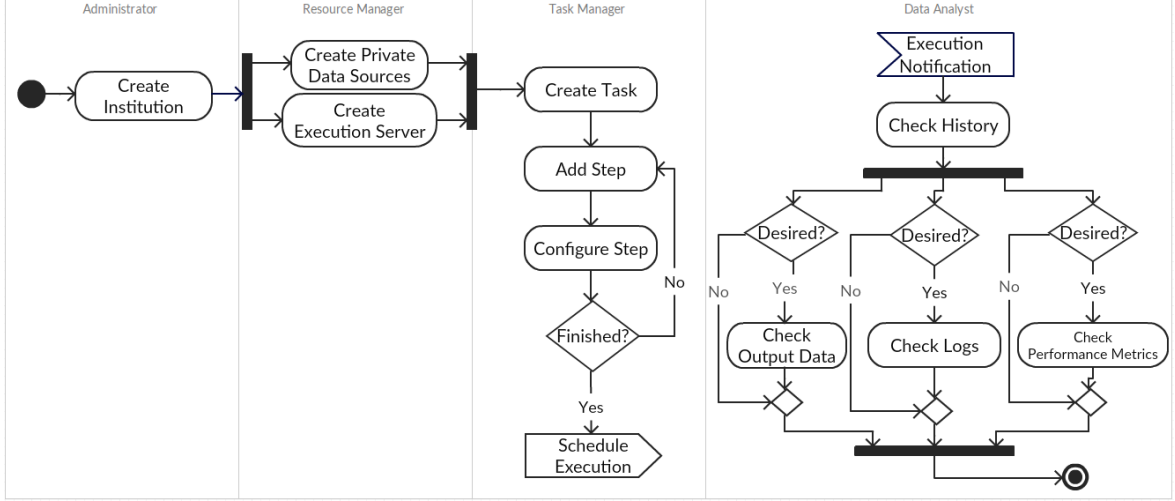 Administrator
Resource Manager
Task Manager
Data Analyst
Create
Institution
Create Private
Data Sources
Create
Execution Server
Create Task
Add Step
Configure Step
No
Finished?
Yes
Schedule
Execution
Execution
Notification
Check History
Desired?
Desired?
Desired?
No
Yes
No
Yes
No
Yes
Check
Output Data
Check Logs
Check
Performance Metrics